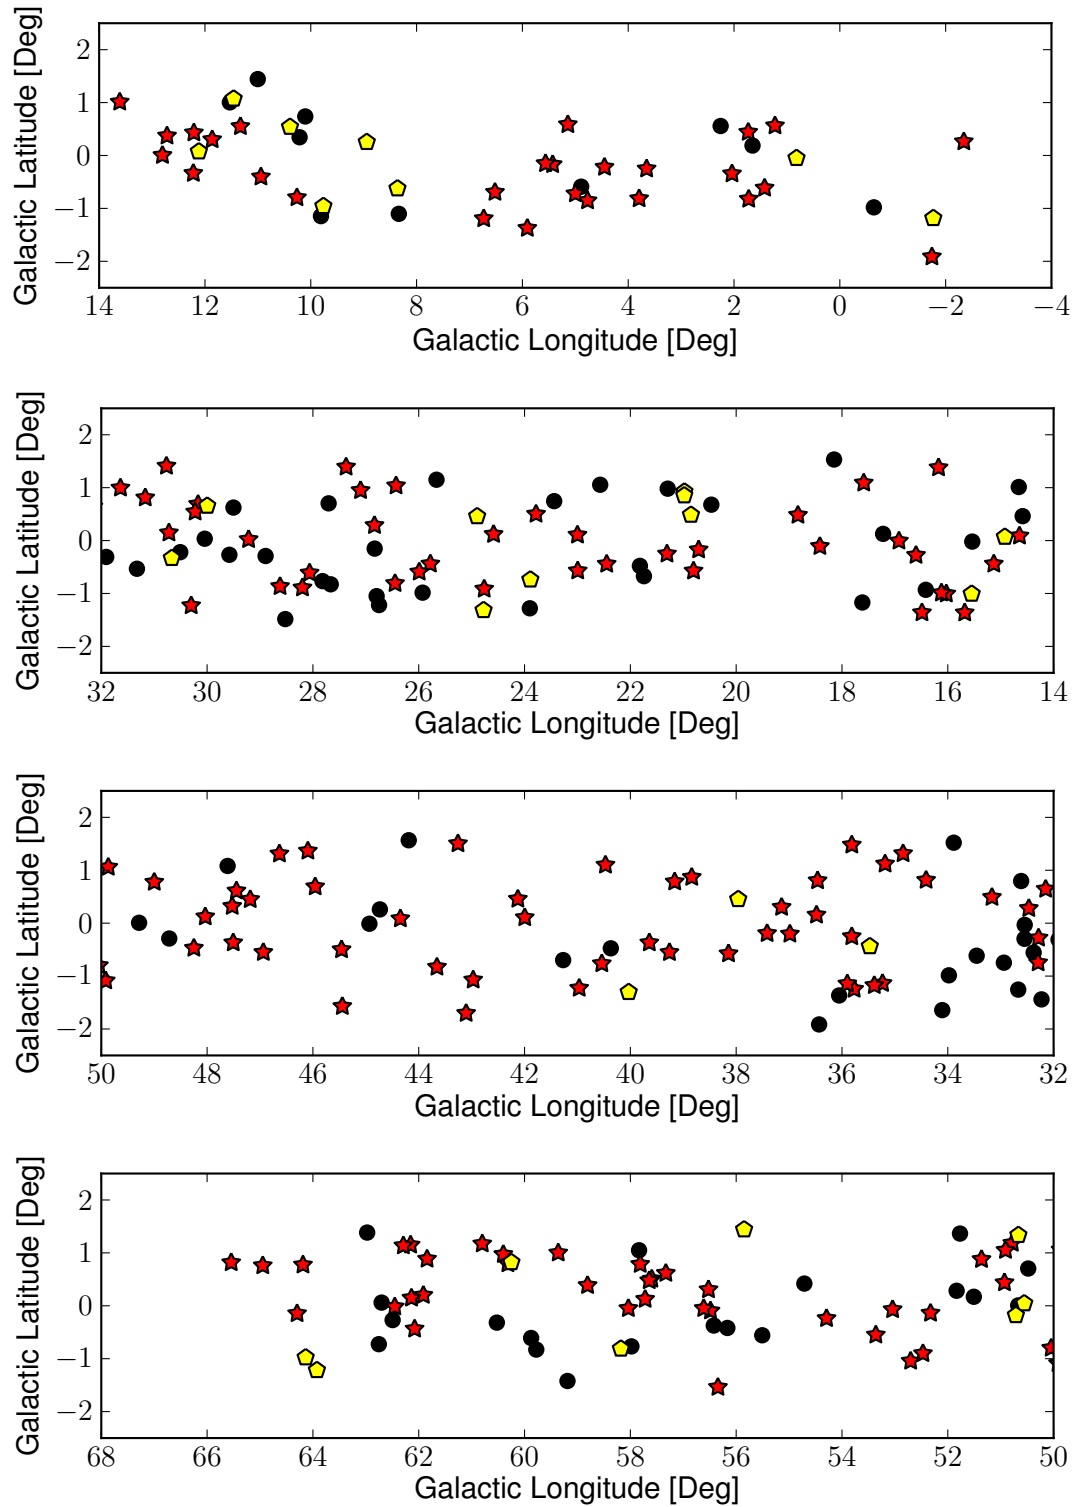 Galactic Latitude [Deg]
2
1
0
−1
−2
14 12 10 8 6 4 2 0 −2 −4
Galactic Longitude [Deg]
Galactic Latitude [Deg]
2
1
0
−1
−2
32 30 28 26 24 22 20 18 16 14
Galactic Longitude [Deg]
Galactic Latitude [Deg]
2
1
0
−1
−2
50 48 46 44 42 40 38 36 34 32
Galactic Longitude [Deg]
Galactic Latitude [Deg]
2
1
0
−1
−2
68 66 64 62 60 58 56 54 52 50
Galactic Longitude [Deg]